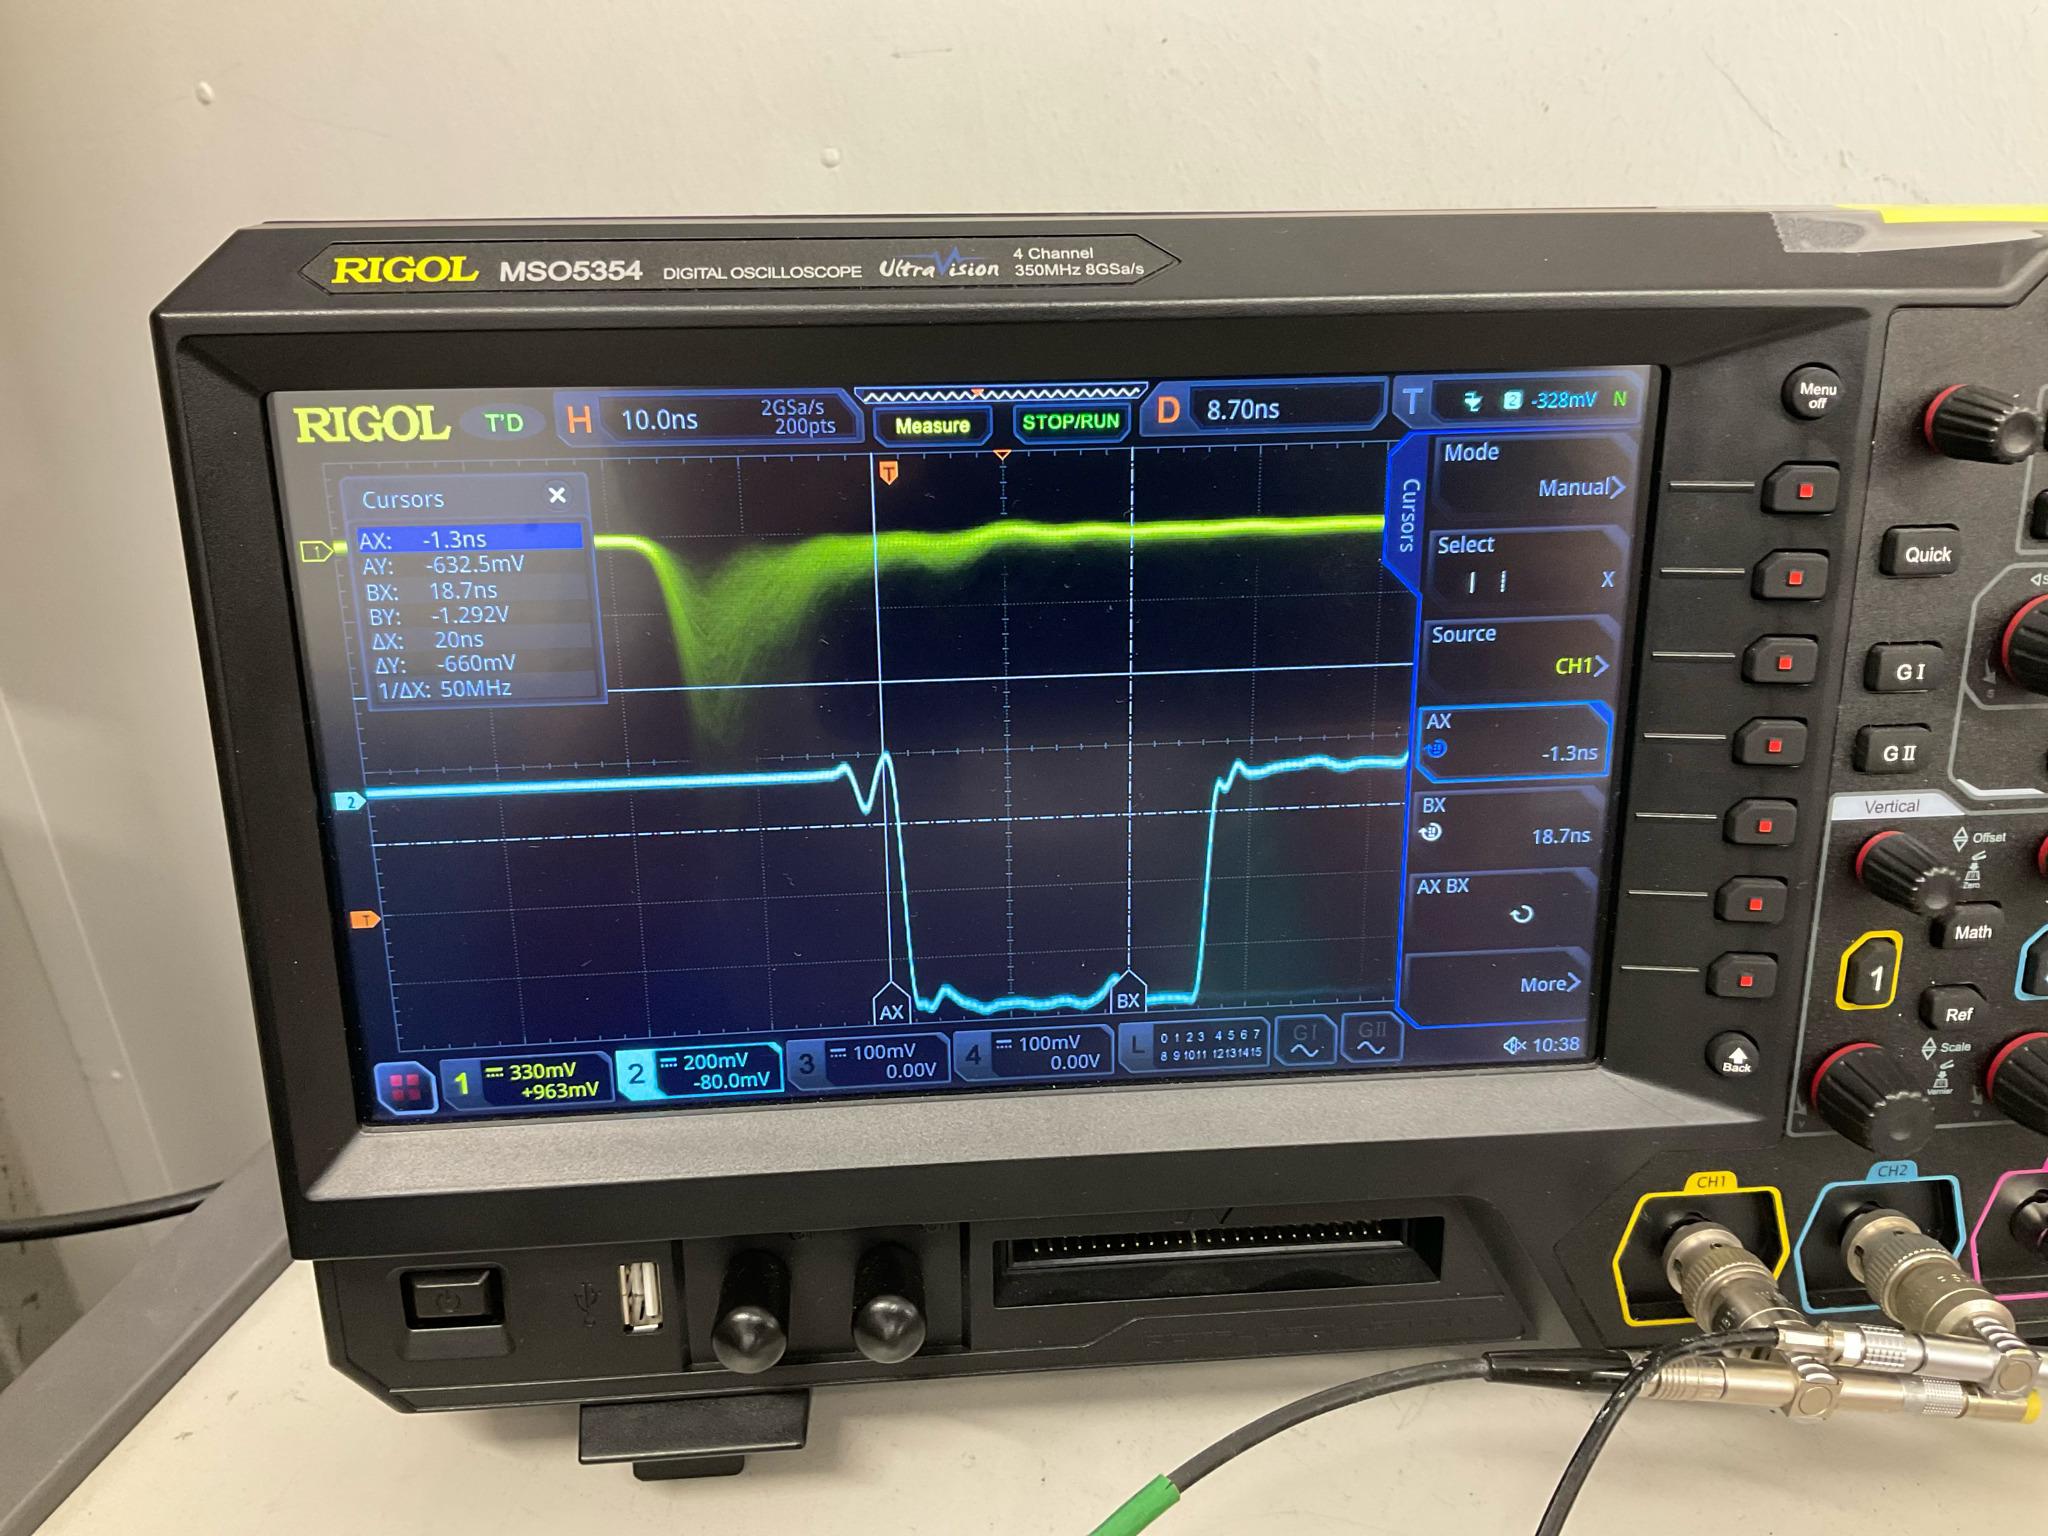 RIGOL MSO5354 DIGITAL OSCILLOSCOPE UltraVision 4 Channel
350MHz 8GSa/s
RIGOL T'D H 10.0ns 2GSa/s
200pts
Measure STOP/RUN D 8.70ns T 2 -328mV N
Menu
off
Cursors
AX: -1.3ns
AY: -632.5mV
BX: 18.7ns
BY: -1.292V
ΔX: 20ns
ΔY: -660mV
1/ΔX: 50MHz
T
1
2
T
AX
BX
Cursors
Mode
Manual
Select
X
Source
CH1
AX
-1.3ns
BX
18.7ns
AX BX
More
10:38
1 330mV
+963mV
2 200mV
-80.0mV
3 100mV
0.00V
4 100mV
0.00V
L 0 1 2 3 4 5 6 7
8 9 10 11 12 13 14 15
GI GII
Quick
G I
G II
Vertical
Offset
Zero
Math
1
Ref
Scale
Vernier
Back
CH1
CH2